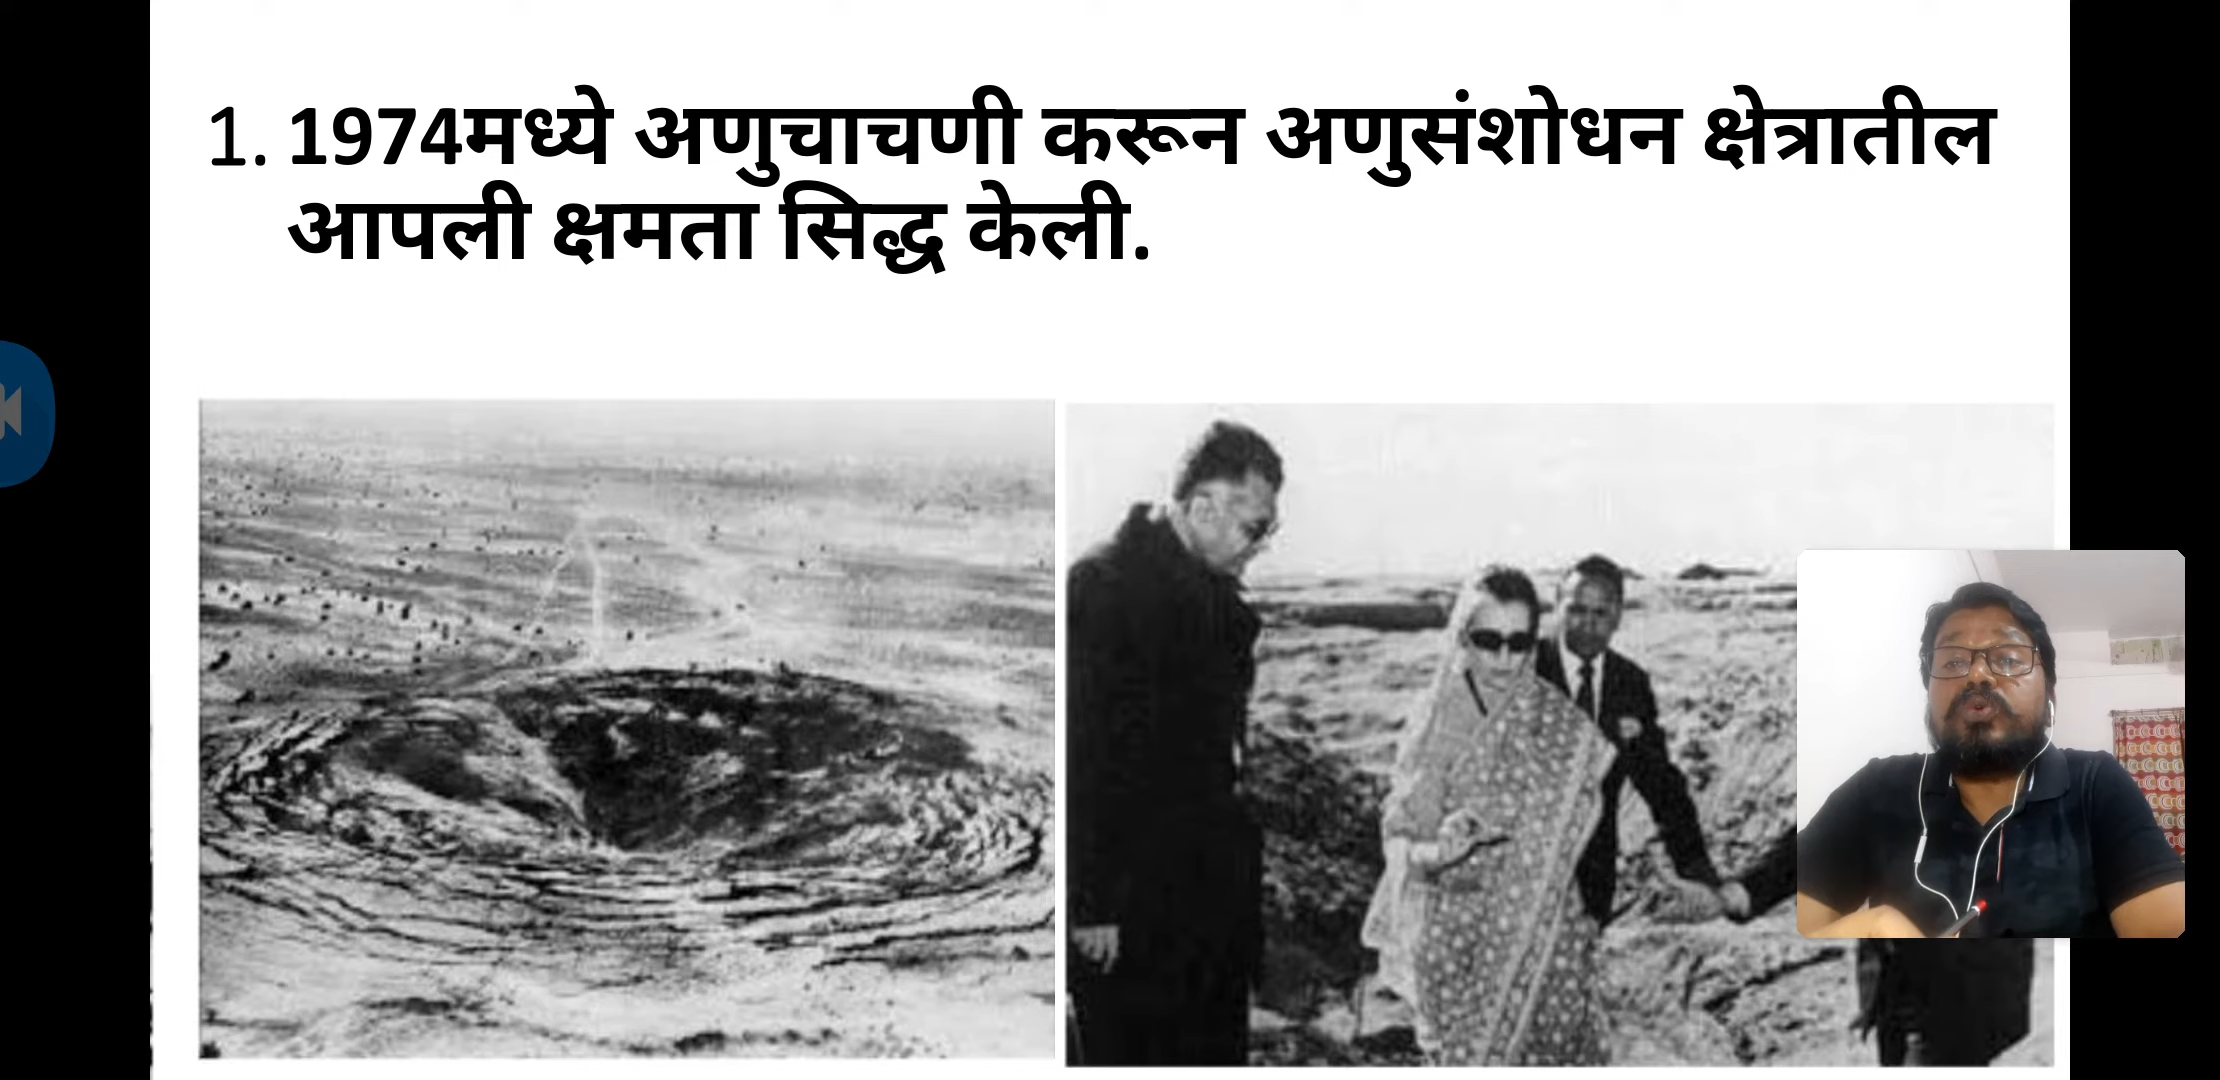 1. 1974मध्ये अणुचाचणी करून अणुसंशोधन क्षेत्रातील
आपली क्षमता सिद्ध केली.